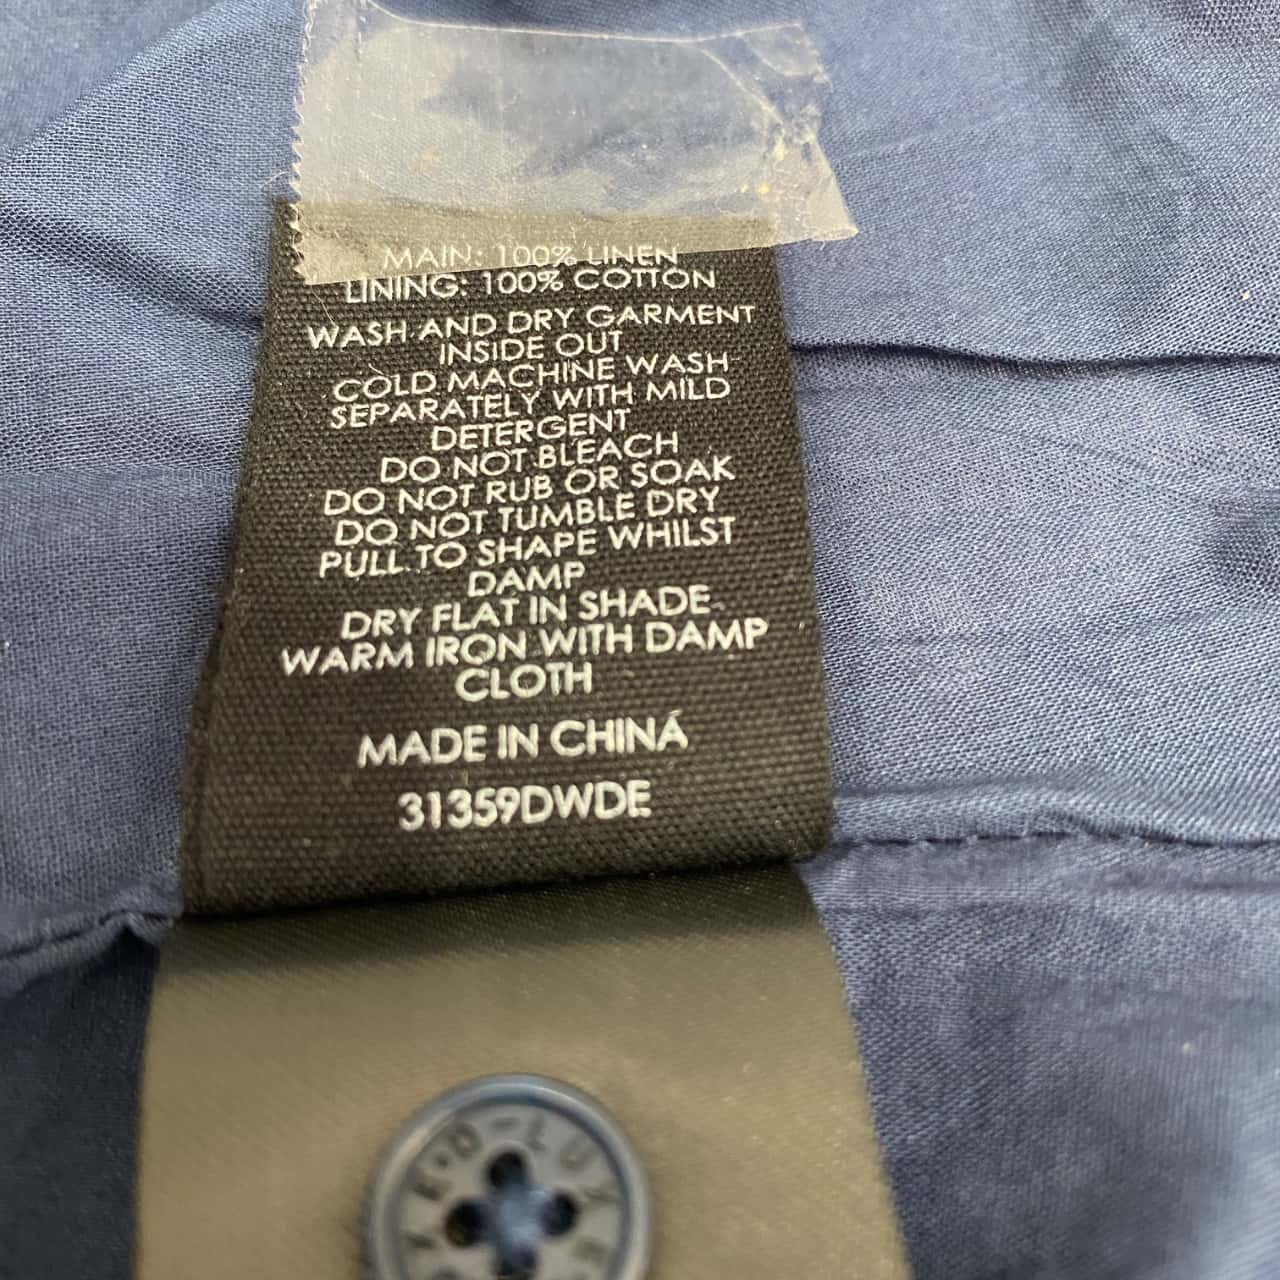 MAIN: 100% LINEN
LINING: 100% COTTON
WASH AND DRY GARMENT
INSIDE OUT
COLD MACHINE WASH
SEPARATELY WITH MILD
DETERGENT
DO NOT BLEACH
DO NOT RUB OR SOAK
DO NOT TUMBLE DRY
PULL TO SHAPE WHILST
DAMP
DRY FLAT IN SHADE
WARM IRON WITH DAMP
CLOTH
MADE IN CHINA
31359DWDE